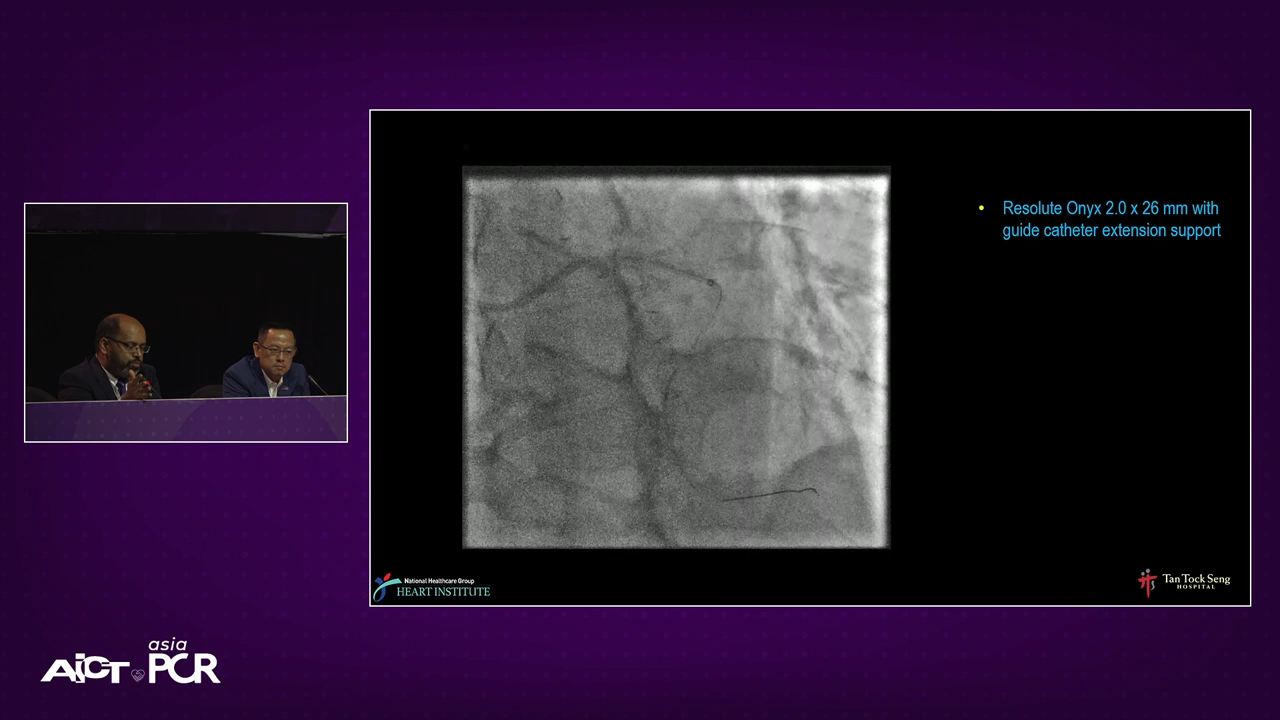 • Resolute Onyx 2.0 x 26 mm with
guide catheter extension support
National Healthcare Group
HEART INSTITUTE
Tan Tock Seng
HOSPITAL
asia
AICT PCR